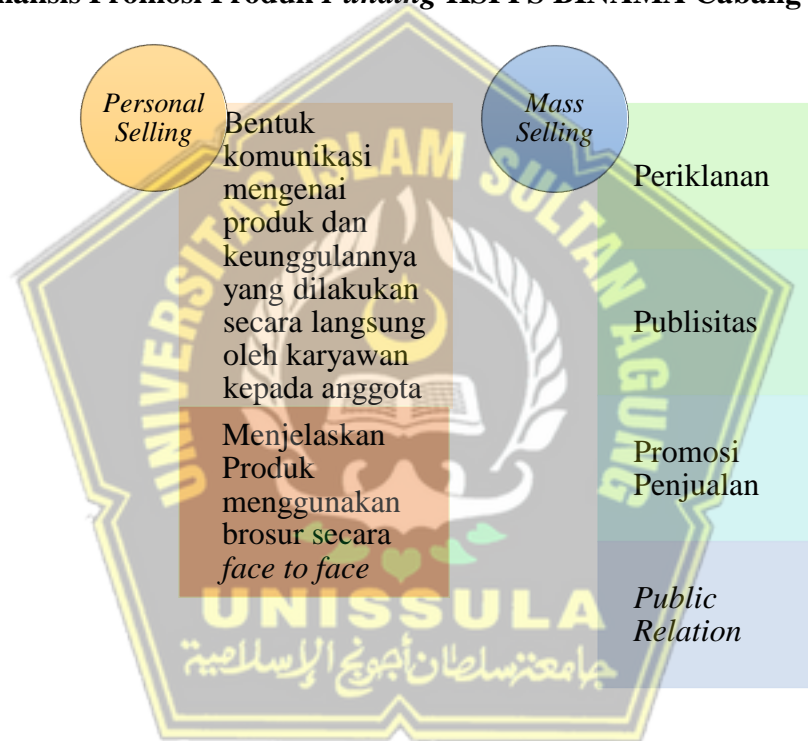 Analisis Promosi Produk Funding KSPPS BINAMA Cabang
Personal
Selling
Bentuk
komunikasi
mengenai
produk dan
keunggulannya
yang dilakukan
secara langsung
oleh karyawan
kepada anggota
Menjelaskan
Produk
menggunakan
brosur secara
face to face
Mass
Selling
Periklanan
Publisitas
Promosi
Penjualan
Public
Relation
UNIVERSITAS ISLAM SULTAN AGUNG
UNISSULA
جامعة سلطان أجونج الإسلامية